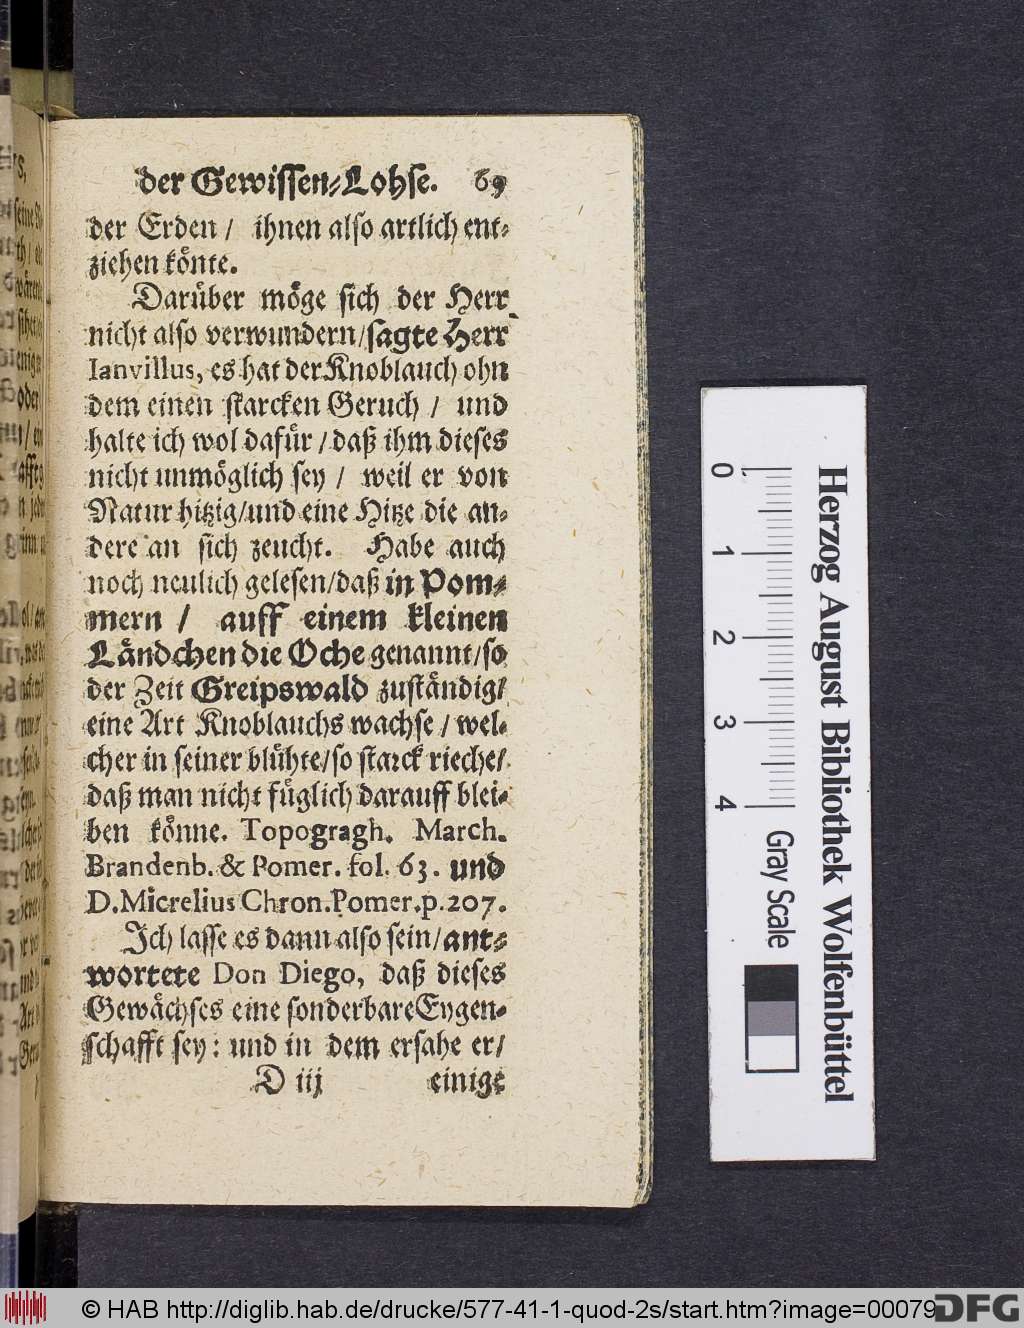 der Gewissen-Lohse. 69
der Erden / ihnen also artlich ent-
ziehen könte.
Darüber möge sich der Herr
nicht also verwundern/sagte Herr
Ianvillus, es hat der Knoblauch ohn
dem einen starcken Geruch / und
halte ich wol dafür / daß ihm dieses
nicht unmöglich sey / weil er von
Natur hitzig/und eine Hitze die an-
dere an sich zeucht. Habe auch
noch neulich gelesen/daß in Pom-
mern / auff einem kleinen
Ländchen die Oche genannt/so
der Zeit Greipswald zuständig/
eine Art Knoblauchs wachse / wel-
cher in seiner blühte/so starck rieche/
daß man nicht füglich darauff blei-
ben könne. Topogragh. March.
Brandenb. & Pomer. fol. 63. und
D. Micrelius Chron. Pomer. p. 207.
Ich lasse es dann also sein/ant-
wortete Don Diego, daß dieses
Gewächses eine sonderbare Eygen-
schafft sey: und in dem ersahe er/
D iij einige
Herzog August Bibliothek Wolfenbüttel
0 1 2 3 4 Gray Scale
© HAB http://diglib.hab.de/drucke/577-41-1-quod-2s/start.htm?image=00079
DFG